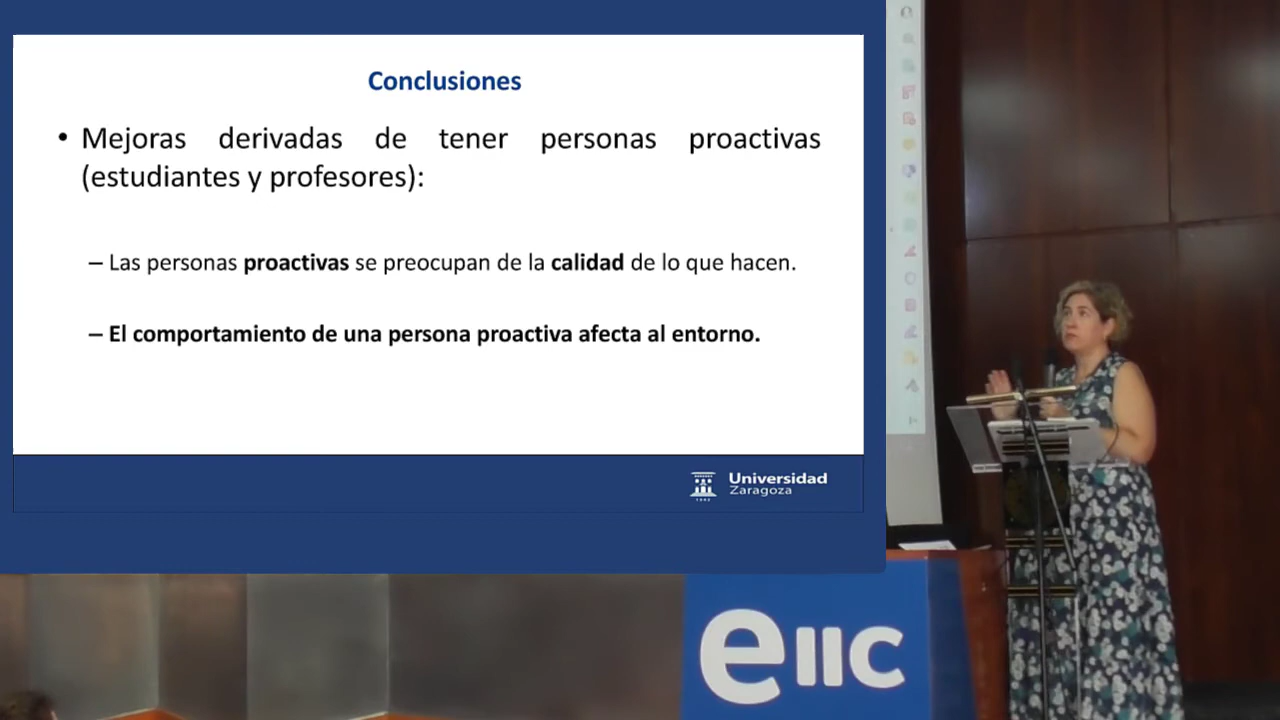 Conclusiones
• Mejoras derivadas de tener personas proactivas
(estudiantes y profesores):
– Las personas proactivas se preocupan de la calidad de lo que hacen.
– El comportamiento de una persona proactiva afecta al entorno.
Universidad
Zaragoza
1542
eiic